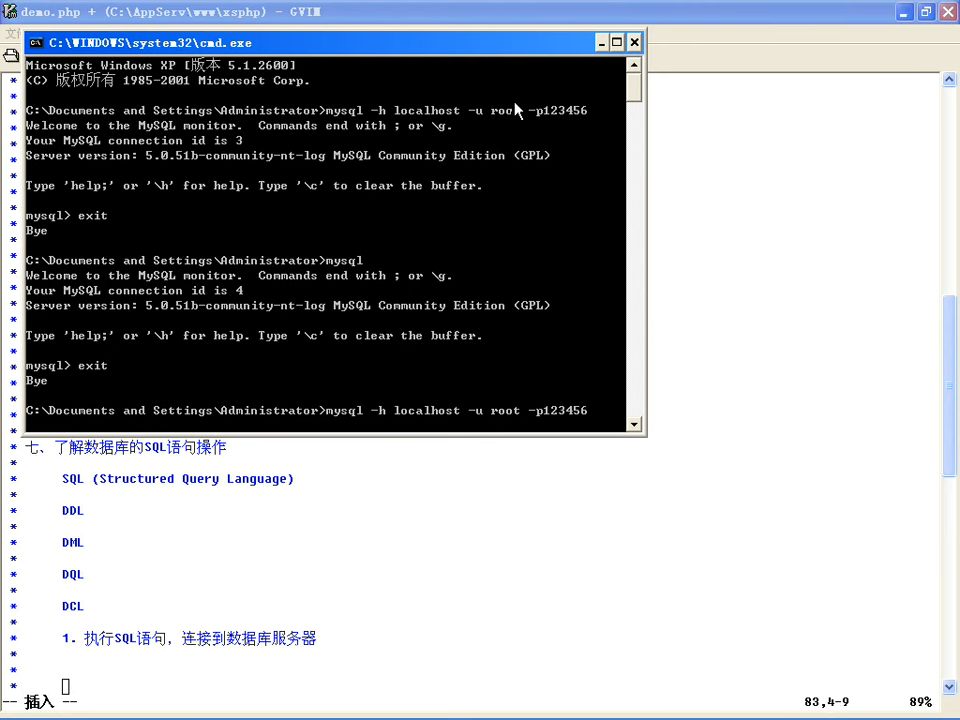 demo.php + (C:\AppServ\www\xsphp) - GVIM
C:\WINDOWS\system32\cmd.exe
Microsoft Windows XP [版本 5.1.2600]
(C) 版权所有 1985-2001 Microsoft Corp.
C:\Documents and Settings\Administrator>mysql -h localhost -u root -p123456
Welcome to the MySQL monitor.  Commands end with ; or \g.
Your MySQL connection id is 3
Server version: 5.0.51b-community-nt-log MySQL Community Edition (GPL)
Type 'help;' or '\h' for help. Type '\c' to clear the buffer.
mysql> exit
Bye
C:\Documents and Settings\Administrator>mysql
Welcome to the MySQL monitor.  Commands end with ; or \g.
Your MySQL connection id is 4
Server version: 5.0.51b-community-nt-log MySQL Community Edition (GPL)
Type 'help;' or '\h' for help. Type '\c' to clear the buffer.
mysql> exit
Bye
C:\Documents and Settings\Administrator>mysql -h localhost -u root -p123456
* 七、了解数据库的SQL语句操作
*
* SQL (Structured Query Language)
*
* DDL
*
* DML
*
* DQL
*
* DCL
*
* 1. 执行SQL语句，连接到数据库服务器
*
*
*
-- 插入 -- 83,4-9 89%